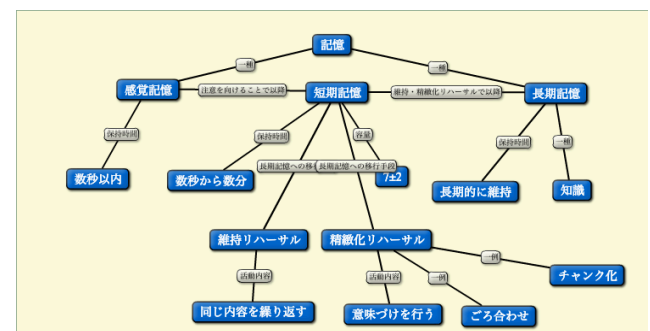 記憶
一種
一種
感覚記憶
注意を向けることで以降
短期記憶
維持・精緻化リハーサルで以降
長期記憶
保持時間
保持時間
容量
保持時間
一種
長期記憶への移行
長期記憶への移行手段
数秒以内
数秒から数分
7±2
長期的に維持
知識
維持リハーサル
精緻化リハーサル
一例
活動内容
活動内容
一例
チャンク化
同じ内容を繰り返す
意味づけを行う
ごろ合わせ